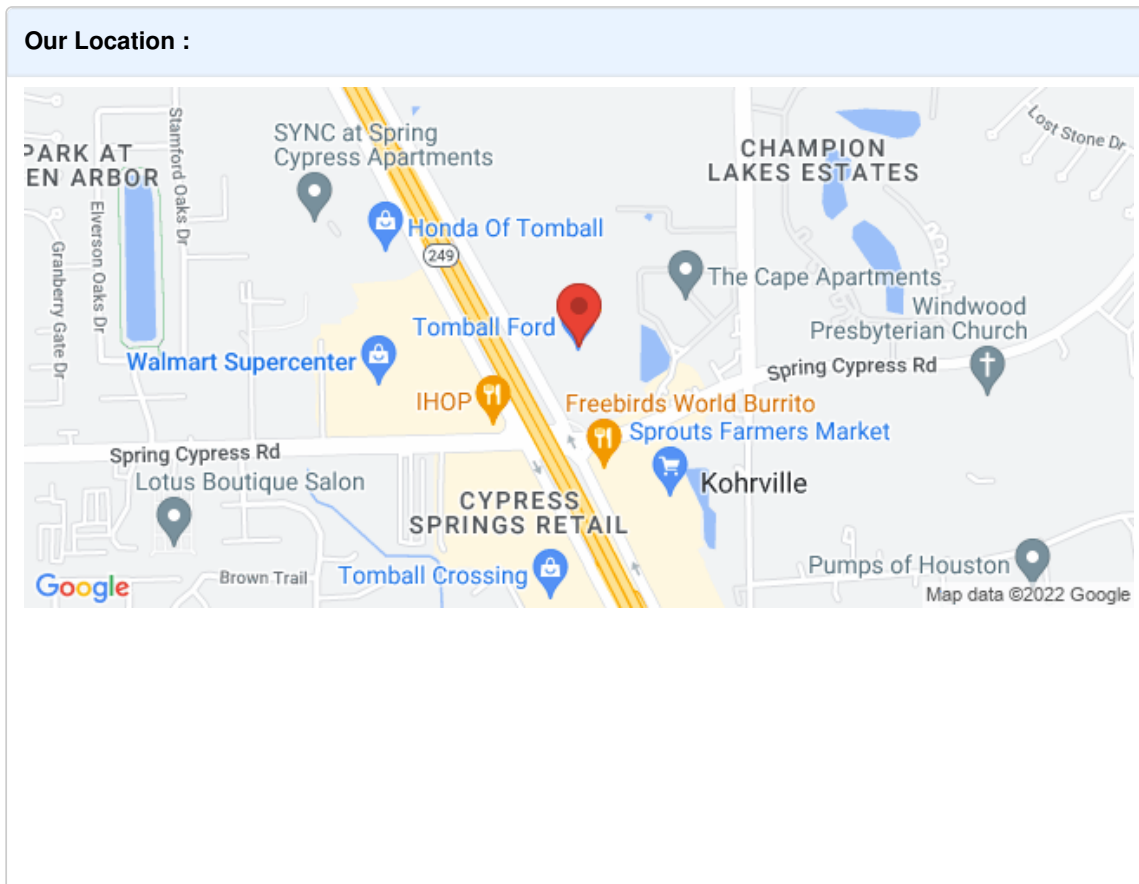 Our Location :
PARK AT
EN ARBOR
Stamford Oaks Dr
Elverson Oaks Dr
Granberry Gate Dr
SYNC at Spring
Cypress Apartments
Honda Of Tomball
249
CHAMPION
LAKES ESTATES
Lost Stone Dr
The Cape Apartments
Windwood
Presbyterian Church
Tomball Ford
Walmart Supercenter
IHOP
Spring Cypress Rd
Freebirds World Burrito
Sprouts Farmers Market
Spring Cypress Rd
Kohrville
Lotus Boutique Salon
CYPRESS
SPRINGS RETAIL
Brown Trail
Tomball Crossing
Pumps of Houston
Google
Map data ©2022 Google